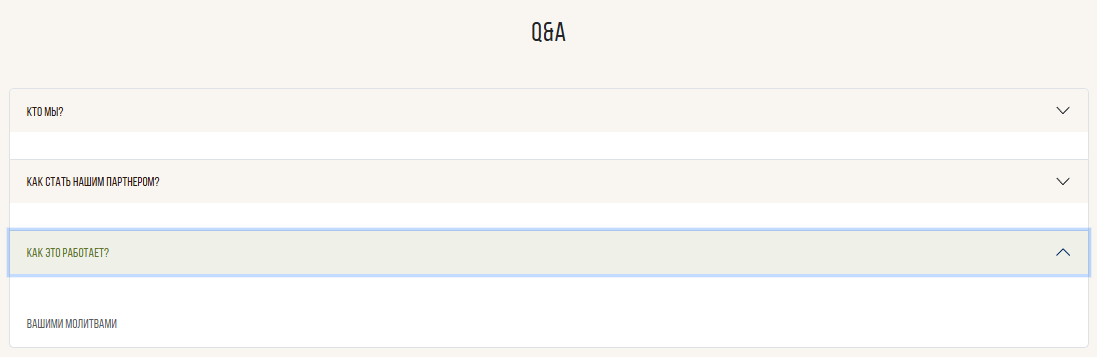 Q&A
КТО МЫ?
КАК СТАТЬ НАШИМ ПАРТНЕРОМ?
КАК ЭТО РАБОТАЕТ?
ВАШИМИ МОЛИТВАМИ